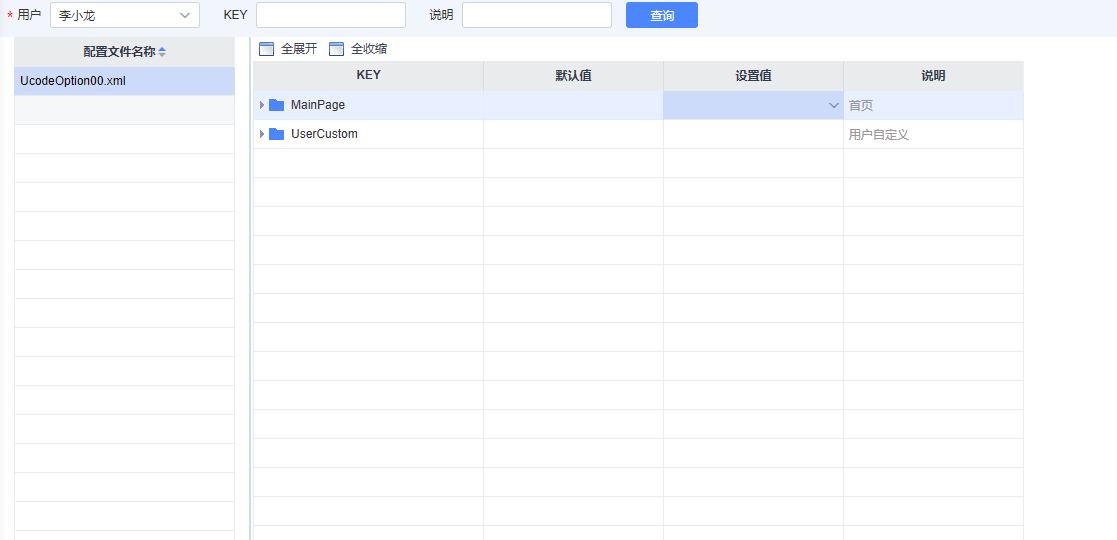 * 用户 李小龙 KEY 说明 查询
配置文件名称
UcodeOption00.xml
全展开 全收缩
KEY 默认值 设置值 说明
MainPage 首页
UserCustom 用户自定义